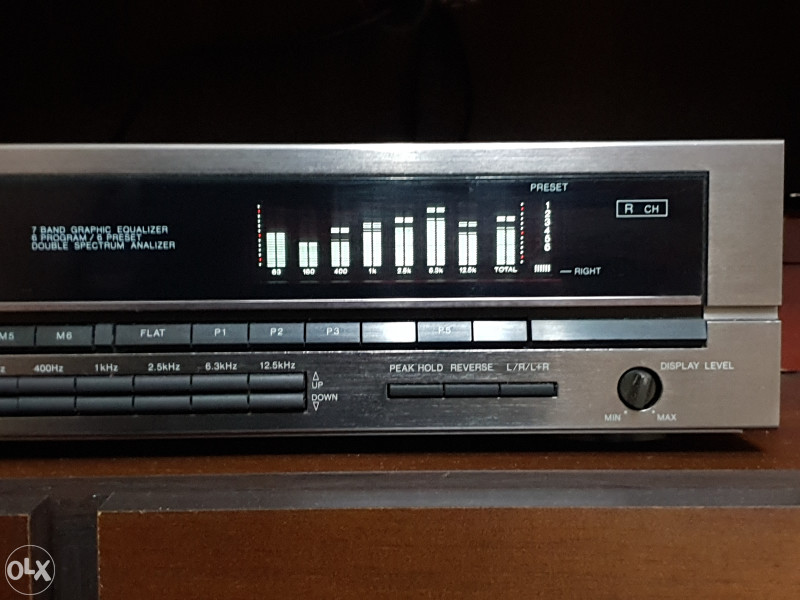 PRESET
R CH
7 BAND GRAPHIC EQUALIZER
6 PROGRAM / 6 PRESET
DOUBLE SPECTRUM ANALIZER
1
2
3
4
5
6
63 160 400 1k 2.5k 6.3k 12.5k TOTAL
RIGHT
M5 M6 FLAT P1 P2 P3 P5
400Hz 1kHz 2.5kHz 6.3kHz 12.5kHz
UP
DOWN
PEAK HOLD REVERSE L/R/L+R
DISPLAY LEVEL
MIN MAX
OLX